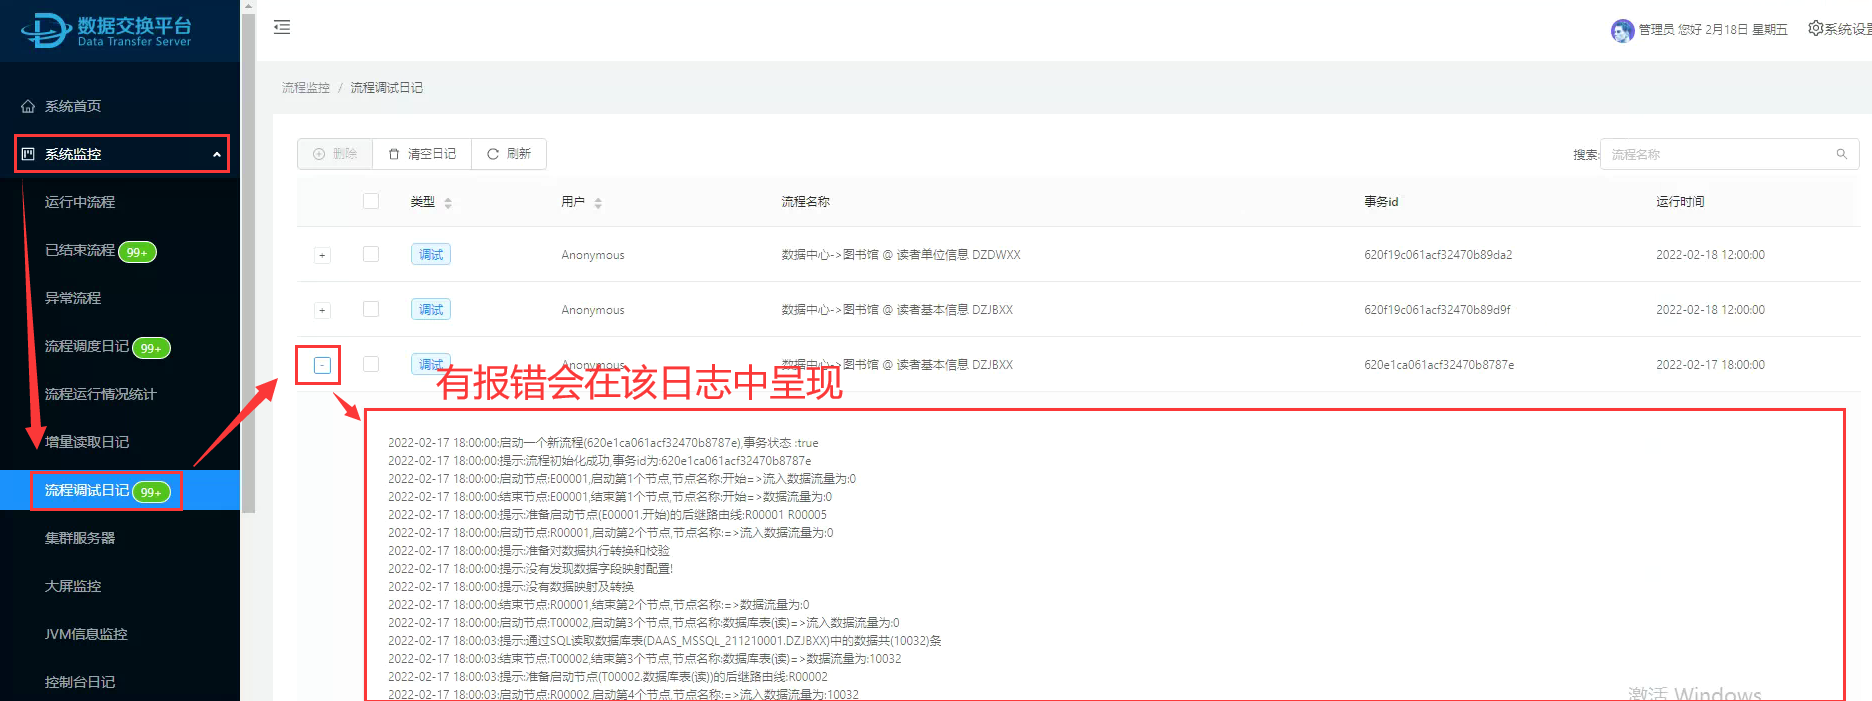 数据交换平台
Data Transfer Server
管理员 您好 2月18日 星期五
系统设置
系统首页
系统监控
运行中流程
已结束流程 99+
异常流程
流程调度日记 99+
流程运行情况统计
增量读取日记
流程调试日记 99+
集群服务器
大屏监控
JVM信息监控
控制台日记
流程监控 / 流程调试日记
删除 清空日记 刷新
搜索: 流程名称
类型 用户 流程名称 事务id 运行时间
+ 调试 Anonymous 数据中心->图书馆 @ 读者单位信息 DZDWXX 620f19c061acf32470b89da2 2022-02-18 12:00:00
+ 调试 Anonymous 数据中心->图书馆 @ 读者基本信息 DZJBXX 620f19c061acf32470b89d9f 2022-02-18 12:00:00
- 调试 Anonymous 数据中心->图书馆 @ 读者基本信息 DZJBXX 620e1ca061acf32470b8787e 2022-02-17 18:00:00
有报错会在该日志中呈现
2022-02-17 18:00:00:启动一个新流程(620e1ca061acf32470b8787e),事务状态 :true
2022-02-17 18:00:00:提示:流程初始化成功,事务id为:620e1ca061acf32470b8787e
2022-02-17 18:00:00:启动节点:E00001,启动第1个节点,节点名称:开始=>流入数据流量为:0
2022-02-17 18:00:00:结束节点:E00001,结束第1个节点,节点名称:开始=>数据流量为:0
2022-02-17 18:00:00:提示:准备启动节点(E00001.开始)的后继路由线:R00001 R00005
2022-02-17 18:00:00:启动节点:R00001,启动第2个节点,节点名称:=>流入数据流量为:0
2022-02-17 18:00:00:提示:准备对数据执行转换和校验
2022-02-17 18:00:00:提示:没有发现数据字段映射配置!
2022-02-17 18:00:00:提示:没有数据映射及转换
2022-02-17 18:00:00:结束节点:R00001,结束第2个节点,节点名称:=>数据流量为:0
2022-02-17 18:00:00:启动节点:T00002,启动第3个节点,节点名称:数据库表(读)=>流入数据流量为:0
2022-02-17 18:00:03:提示:通过SQL读取数据库表(DAAS_MSSQL_211210001.DZJBXX)中的数据共(10032)条
2022-02-17 18:00:03:结束节点:T00002,结束第3个节点,节点名称:数据库表(读)=>数据流量为:10032
2022-02-17 18:00:03:提示:准备启动节点(T00002.数据库表(读))的后继路由线:R00002
2022-02-17 18:00:03:启动节点:R00002,启动第4个节点,节点名称:=>流入数据流量为:10032
激活 Windows